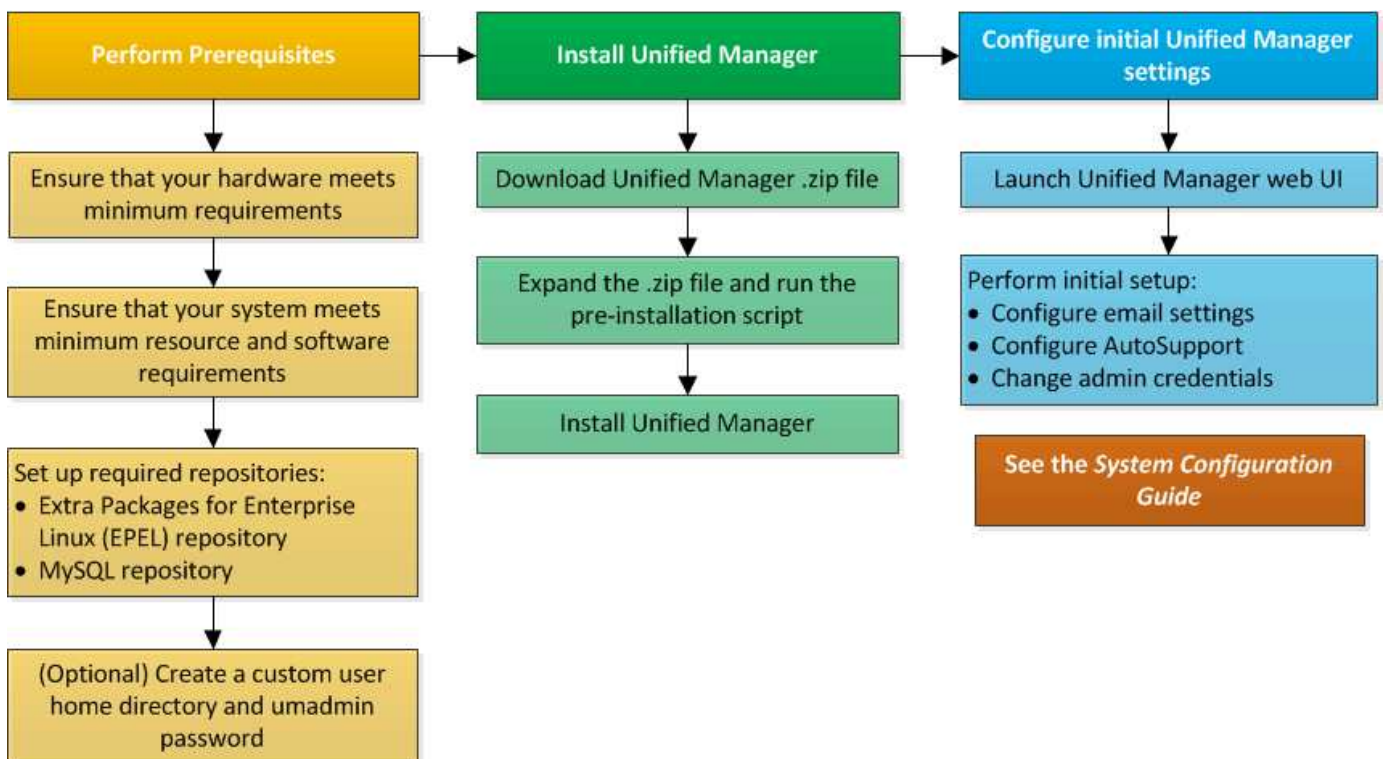 Perform Prerequisites
Ensure that your hardware meets
minimum requirements
Ensure that your system meets
minimum resource and software
requirements
Set up required repositories:
• Extra Packages for Enterprise
Linux (EPEL) repository
• MySQL repository
(Optional) Create a custom user
home directory and umadmin
password
Install Unified Manager
Download Unified Manager .zip file
Expand the .zip file and run the
pre-installation script
Install Unified Manager
Configure initial Unified Manager
settings
Launch Unified Manager web UI
Perform initial setup:
• Configure email settings
• Configure AutoSupport
• Change admin credentials
See the System Configuration
Guide